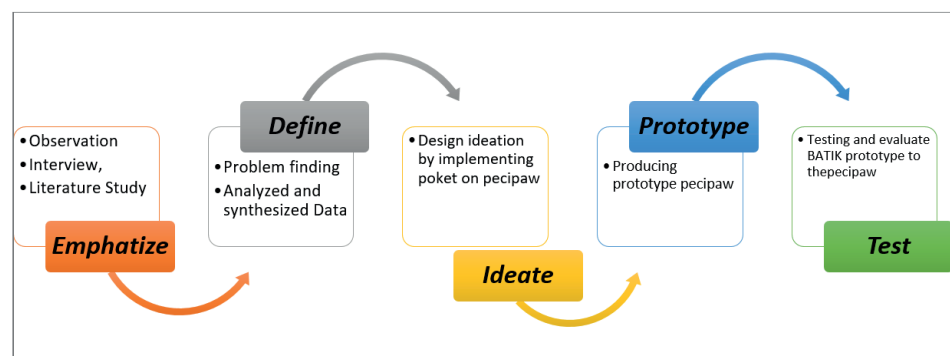 • Observation
• Interview,
• Literature Study
Emphatize
Define
• Problem finding
• Analyzed and
synthesized Data
• Design ideation
by implementing
poket on pecipaw
Ideate
Prototype
• Producing
prototype pecipaw
• Testing and evaluate
BATIK prototype to
thepecipaw
Test